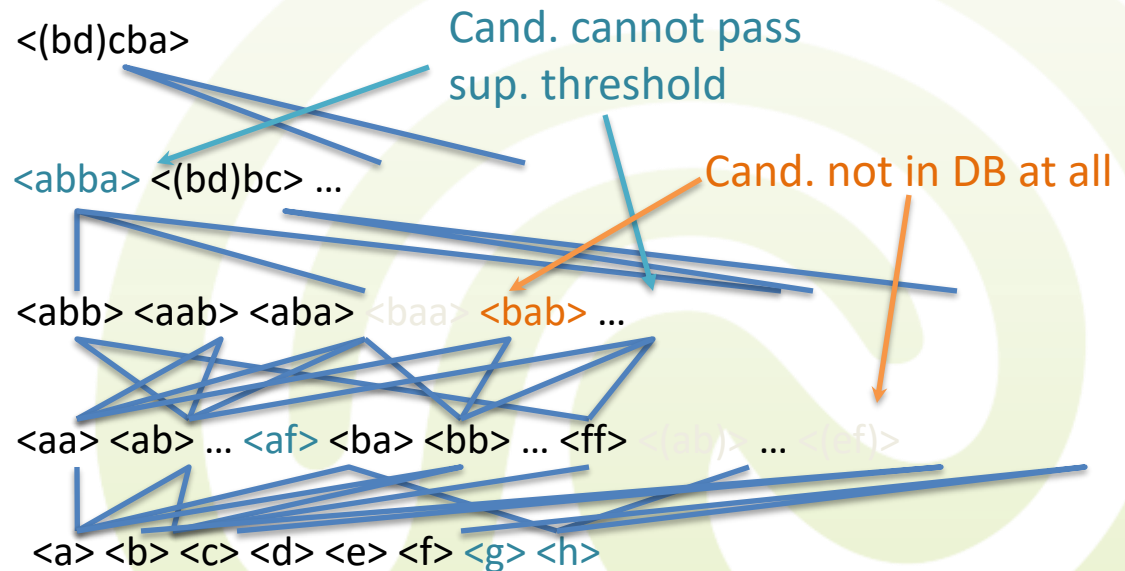 <(bd)cba>
Cand. cannot pass
sup. threshold
<abba> <(bd)bc> …
Cand. not in DB at all
<abb> <aab> <aba> <baa> <bab> …
<aa> <ab> … <af> <ba> <bb> … <ff> <(ab)> … <(ef)>
<a> <b> <c> <d> <e> <f> <g> <h>